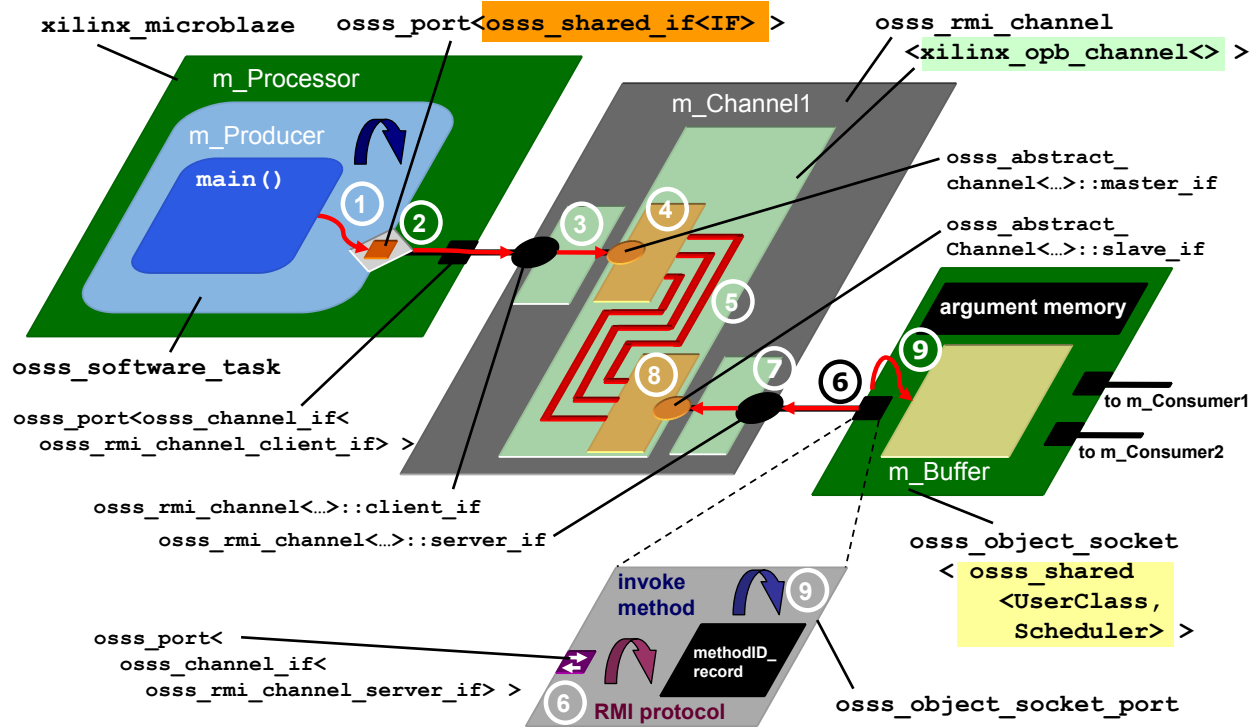 xilinx_microblaze
osss_port<osss_shared_if<IF> >
osss_rmi_channel
<xilinx_opb_channel<> >
m_Processor
m_Producer
main()
1
2
m_Channel1
3
4
5
osss_abstract_
channel<…>::master_if
osss_abstract_
Channel<…>::slave_if
argument memory
9
8
7
6
to m_Consumer1
to m_Consumer2
m_Buffer
osss_software_task
osss_port<osss_channel_if<
osss_rmi_channel_client_if> >
osss_rmi_channel<…>::client_if
osss_rmi_channel<…>::server_if
osss_object_socket
< osss_shared
<UserClass,
Scheduler> >
invoke
method
9
methodID_
record
6
RMI protocol
osss_port<
osss_channel_if<
osss_rmi_channel_server_if> >
osss_object_socket_port